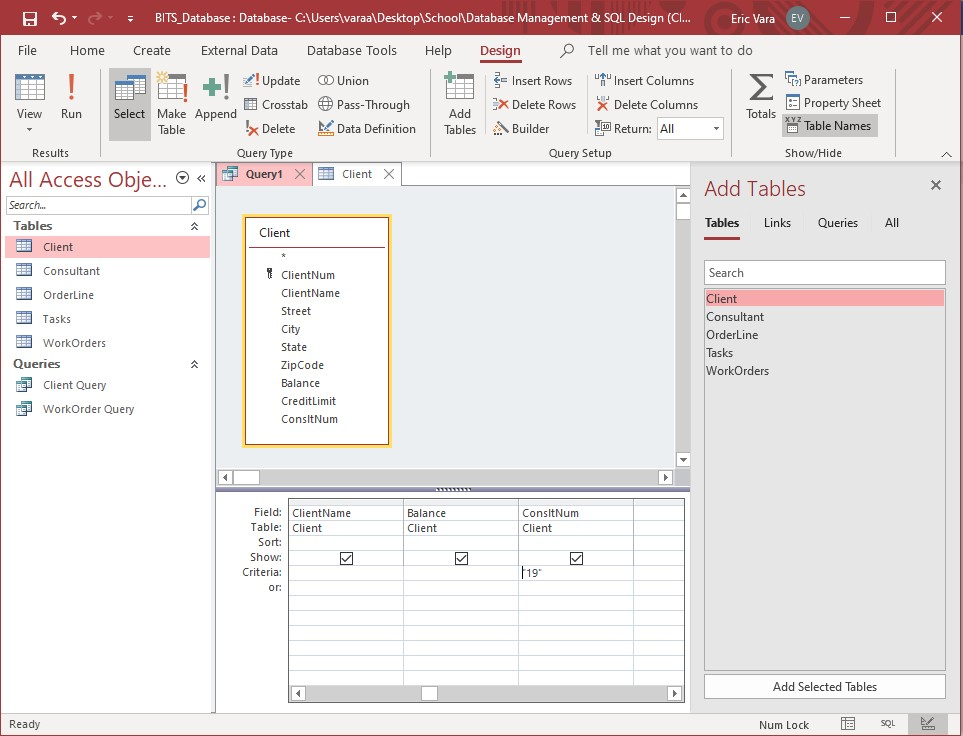 BITS_Database : Database- C:\Users\varaa\Desktop\School\Database Management & SQL Design (Cl...
Eric Vara
EV
File Home Create External Data Database Tools Help Design Tell me what you want to do
View
Run
Results
Select
Make Table
Append
Update
Crosstab
Delete
Union
Pass-Through
Data Definition
Query Type
Add Tables
Insert Rows
Delete Rows
Builder
Insert Columns
Delete Columns
Return: All
Query Setup
Totals
Parameters
Property Sheet
XYZ
Table Names
Show/Hide
All Access Obje...
Search...
Tables
Client
Consultant
OrderLine
Tasks
WorkOrders
Queries
Client Query
WorkOrder Query
Query1
Client
Client
*
ClientNum
ClientName
Street
City
State
ZipCode
Balance
CreditLimit
ConsltNum
Field: ClientName Balance ConsltNum
Table: Client Client Client
Sort:
Show:
Criteria: "19"
or:
Add Tables
Tables Links Queries All
Search
Client
Consultant
OrderLine
Tasks
WorkOrders
Add Selected Tables
Ready
Num Lock
SQL